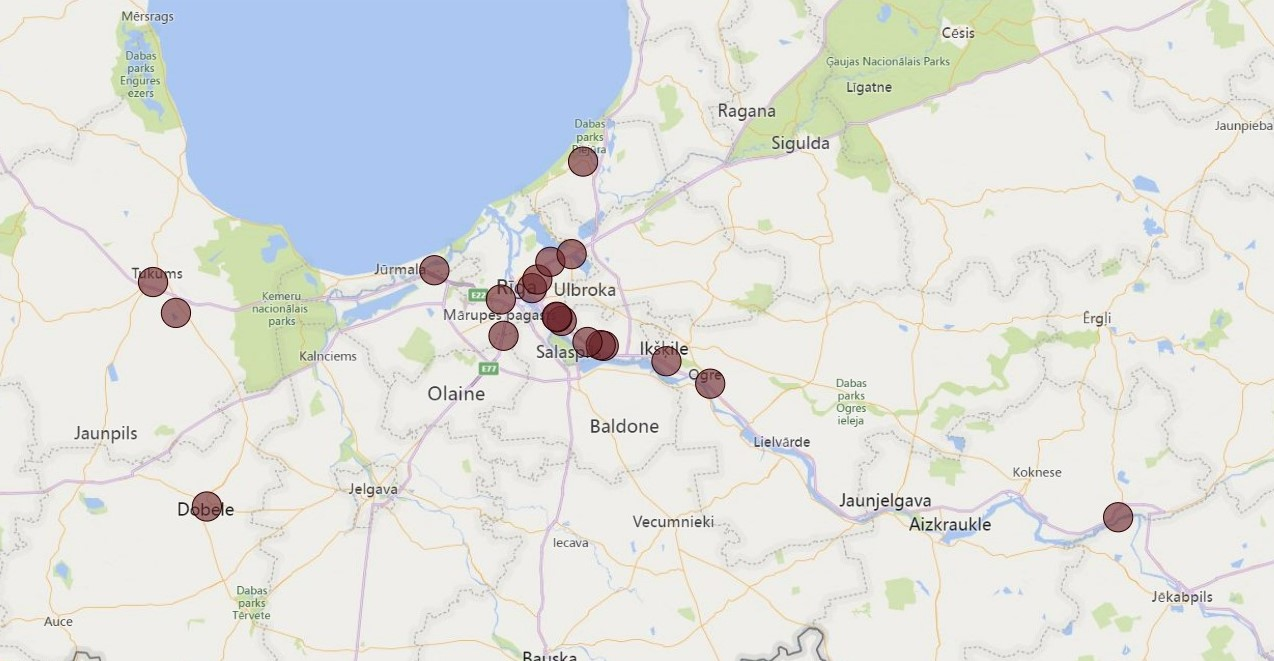 Mērsrags
Dabas
parks
Engures
ezers
Cēsis
Gaujas Nacionālais Parks
Līgatne
Ragana
Sigulda
Jaunpieba
Dabas
parks
Piejūra
Tukums
Jūrmala
Ķemeru
nacionālais
parks
E22
Rīga
Ulbroka
Mārupes pagasts
Kalnciems
Salaspils
Ikšķile
Ogre
E77
Olaine
Ērgļi
Dabas
parks
Ogres
ieleja
Jaunpils
Baldone
Lielvārde
Koknese
Jelgava
Jaunjelgava
Aizkraukle
Dobele
Vecumnieki
Iecava
Dabas
parks
Tērvete
Auce
Jēkabpils
Bauska